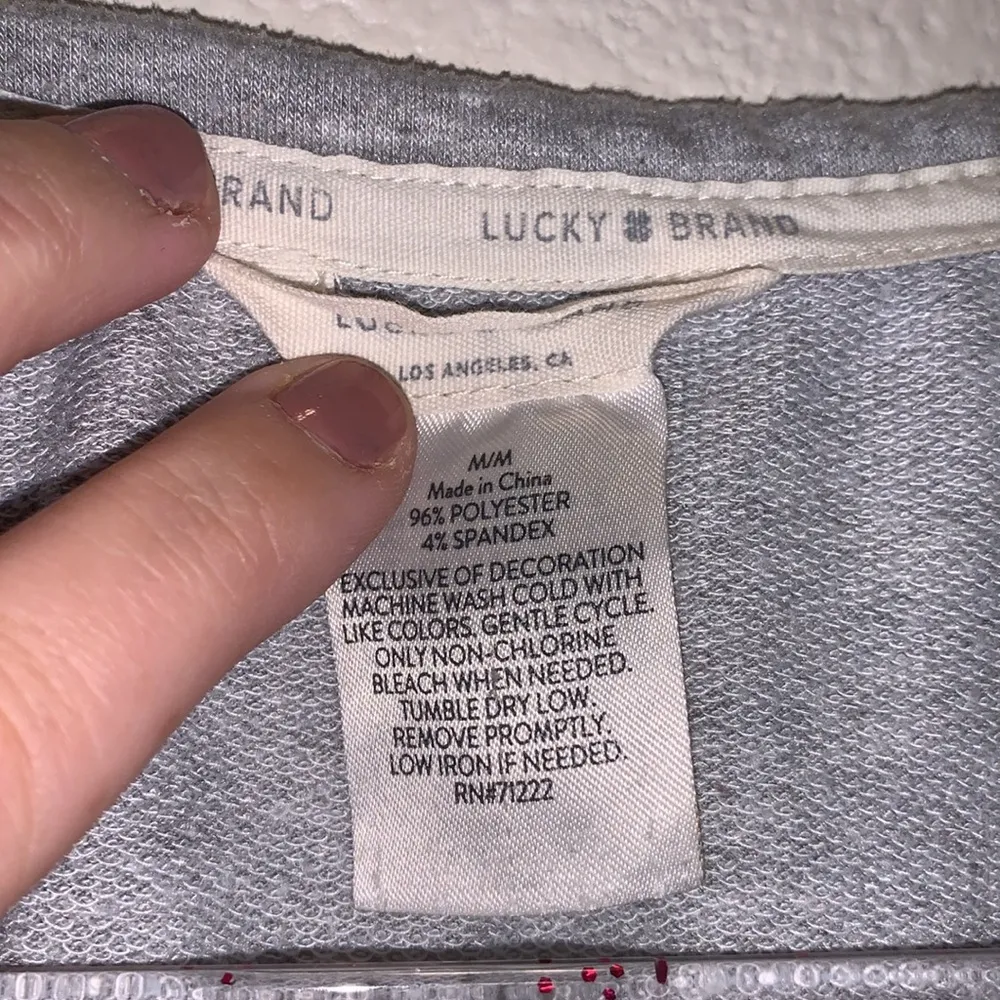 RAND LUCKY BRAND
LOS ANGELES, CA
M/M
Made in China
96% POLYESTER
4% SPANDEX
EXCLUSIVE OF DECORATION
MACHINE WASH COLD WITH
LIKE COLORS. GENTLE CYCLE.
ONLY NON-CHLORINE
BLEACH WHEN NEEDED.
TUMBLE DRY LOW.
REMOVE PROMPTLY.
LOW IRON IF NEEDED.
RN#71222